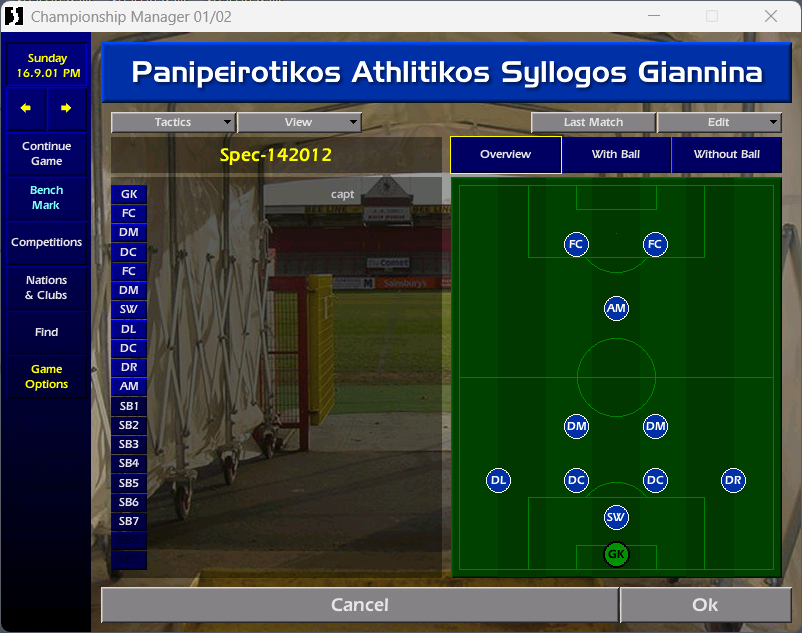 Championship Manager 01/02
Sunday
16.9.01 PM
Continue
Game
Bench
Mark
Competitions
Nations
& Clubs
Find
Game
Options
Panipeirotikos Athlitikos Syllogos Giannina
Tactics
View
Last Match
Edit
Spec-142012
Overview
With Ball
Without Ball
GK
capt
FC
DM
DC
FC
DM
SW
DL
DC
DR
AM
SB1
SB2
SB3
SB4
SB5
SB6
SB7
FC FC
AM
DM DM
DL DC DC DR
SW
GK
Comet
Sainsbury's
Cancel
Ok